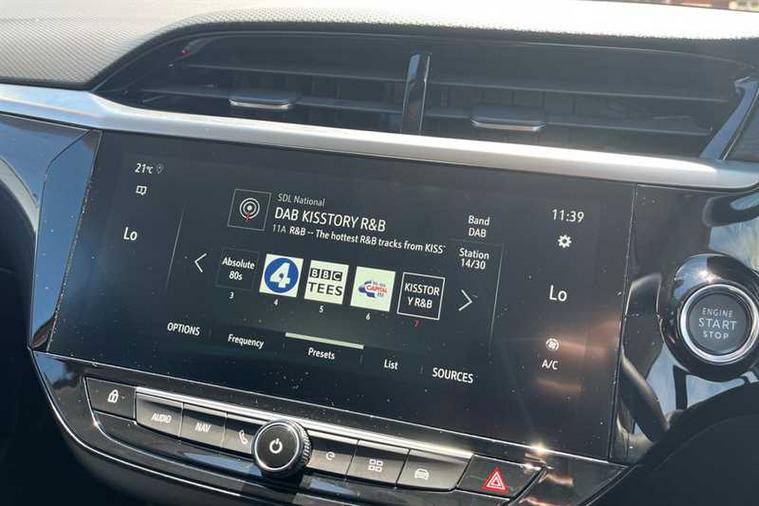 21°C
11:39
SDL National
DAB KISSTORY R&B
11A R&B -- The hottest R&B tracks from KISS
Band
DAB
Station
14/30
Lo
Lo
Absolute
80s
3
4
4
BBC
TEES
5
CAPITAL
6
KISSTOR
Y R&B
7
OPTIONS
Frequency
Presets
List
SOURCES
A/C
ENGINE
START
STOP
AUDIO
NAV